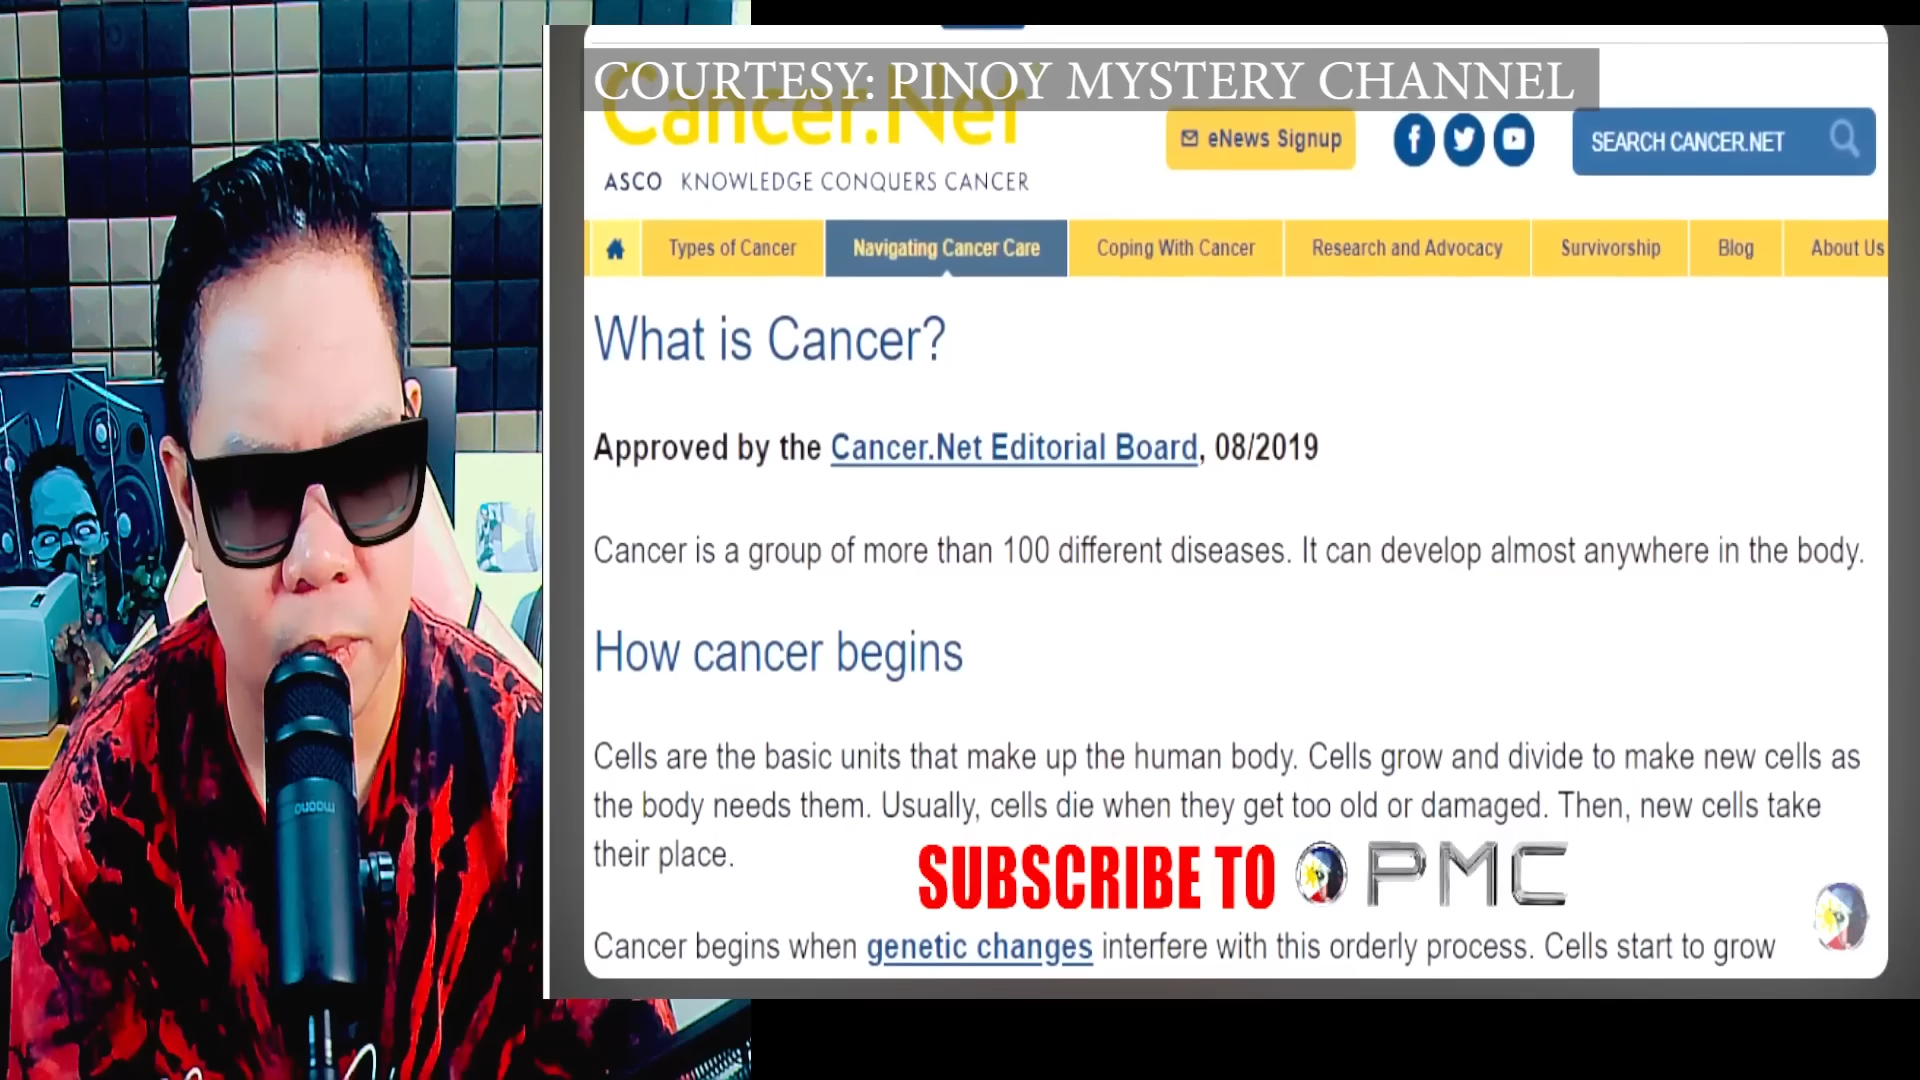 COURTESY: PINOY MYSTERY CHANNEL
Cancer.Net
ASCO KNOWLEDGE CONQUERS CANCER
eNews Signup
SEARCH CANCER.NET
Types of Cancer
Navigating Cancer Care
Coping With Cancer
Research and Advocacy
Survivorship
Blog
About Us
What is Cancer?
Approved by the Cancer.Net Editorial Board, 08/2019
Cancer is a group of more than 100 different diseases. It can develop almost anywhere in the body.
How cancer begins
Cells are the basic units that make up the human body. Cells grow and divide to make new cells as
the body needs them. Usually, cells die when they get too old or damaged. Then, new cells take
their place.
SUBSCRIBE TO PMC
Cancer begins when genetic changes interfere with this orderly process. Cells start to grow
maono